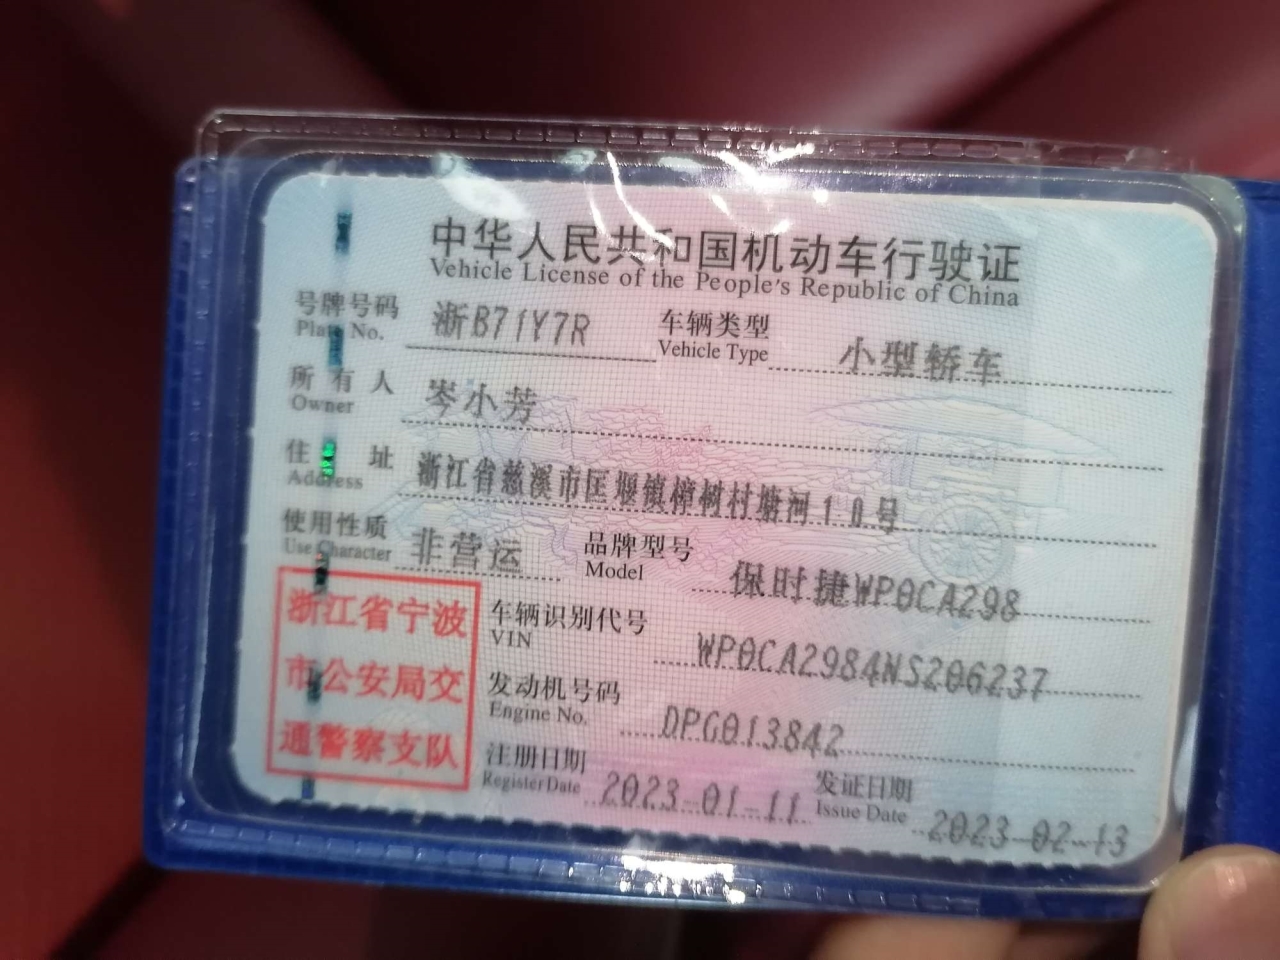 中华人民共和国机动车行驶证
Vehicle License of the People's Republic of China
号牌号码 浙B71Y7R 车辆类型 小型轿车
Plate No. Vehicle Type
所有人 岑小芳
Owner
住址 浙江省慈溪市匡堰镇樟树村塘河10号
Address
使用性质 非营运 品牌型号 保时捷WP0CA298
Use Character Model
浙江省宁波
市公安局交
通警察支队
车辆识别代号 WP0CA2984NS206237
VIN
发动机号码 DPG013842
Engine No.
注册日期 2023-01-11 发证日期 2023-02-13
Register Date Issue Date